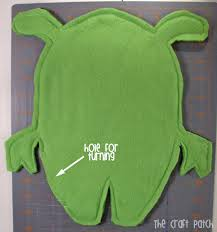 hole for
turning
The Craft Patch